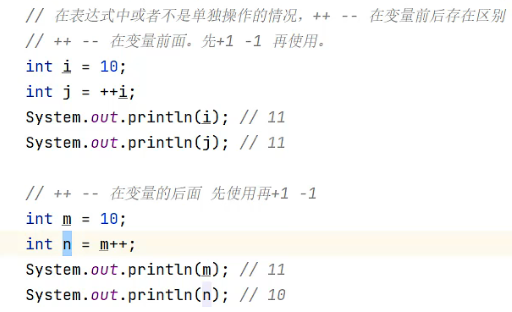 // 在表达式中或者不是单独操作的情况，++ -- 在变量前后存在区别
// ++ -- 在变量前面。先+1 -1 再使用。
int i = 10;
int j = ++i;
System.out.println(i); // 11
System.out.println(j); // 11
// ++ -- 在变量的后面 先使用再+1 -1
int m = 10;
int n = m++;
System.out.println(m); // 11
System.out.println(n); // 10